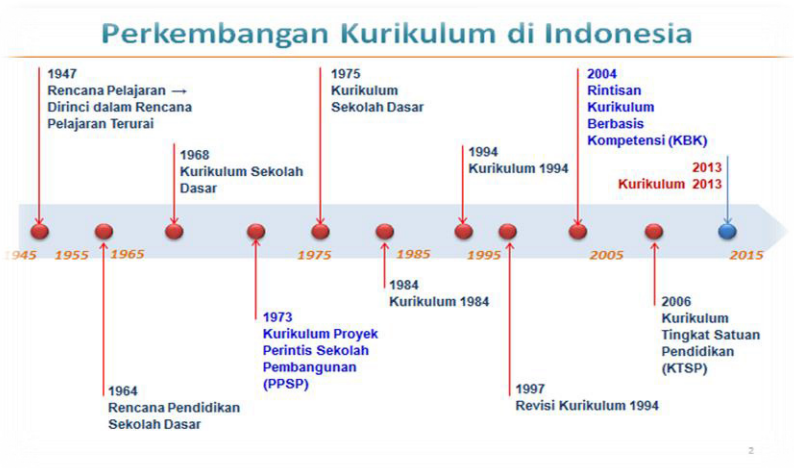 Perkembangan Kurikulum di Indonesia
1947
Rencana Pelajaran →
Dirinci dalam Rencana
Pelajaran Terurai
1968
Kurikulum Sekolah
Dasar
1975
Kurikulum
Sekolah Dasar
1994
Kurikulum 1994
2004
Rintisan
Kurikulum
Berbasis
Kompetensi (KBK)
2013
Kurikulum 2013
1945 1955 1965 1975 1985 1995 2005 2015
1964
Rencana Pendidikan
Sekolah Dasar
1973
Kurikulum Proyek
Perintis Sekolah
Pembangunan
(PPSP)
1984
Kurikulum 1984
1997
Revisi Kurikulum 1994
2006
Kurikulum
Tingkat Satuan
Pendidikan
(KTSP)
2